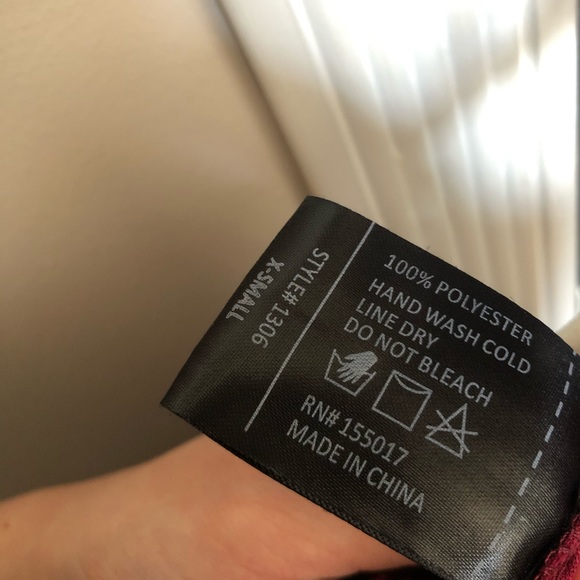 100% POLYESTER
HAND WASH COLD
LINE DRY
DO NOT BLEACH
RN# 155017
MADE IN CHINA
STYLE# 1306
X-SMALL